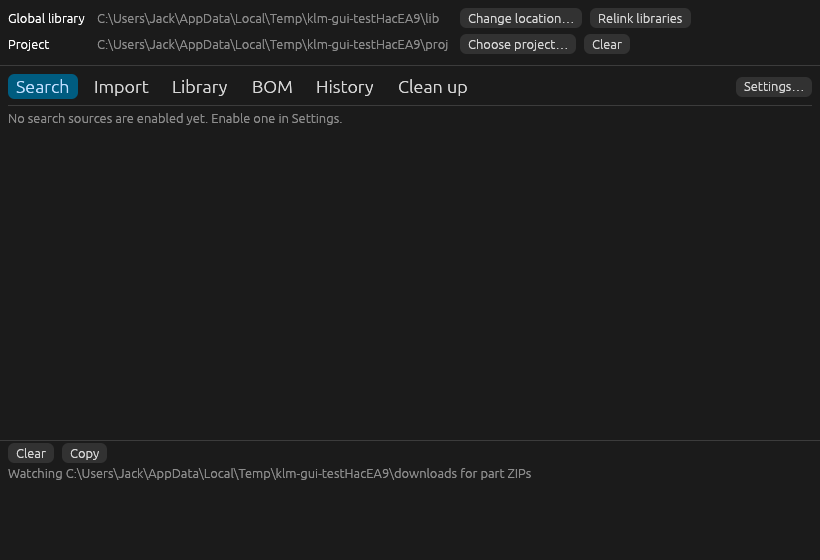 Global library C:\Users\Jack\AppData\Local\Temp\klm-gui-testHacEA9\lib Change location... Relink libraries
Project C:\Users\Jack\AppData\Local\Temp\klm-gui-testHacEA9\proj Choose project... Clear
Search Import Library BOM History Clean up Settings...
No search sources are enabled yet. Enable one in Settings.
Clear Copy
Watching C:\Users\Jack\AppData\Local\Temp\klm-gui-testHacEA9\downloads for part ZIPs